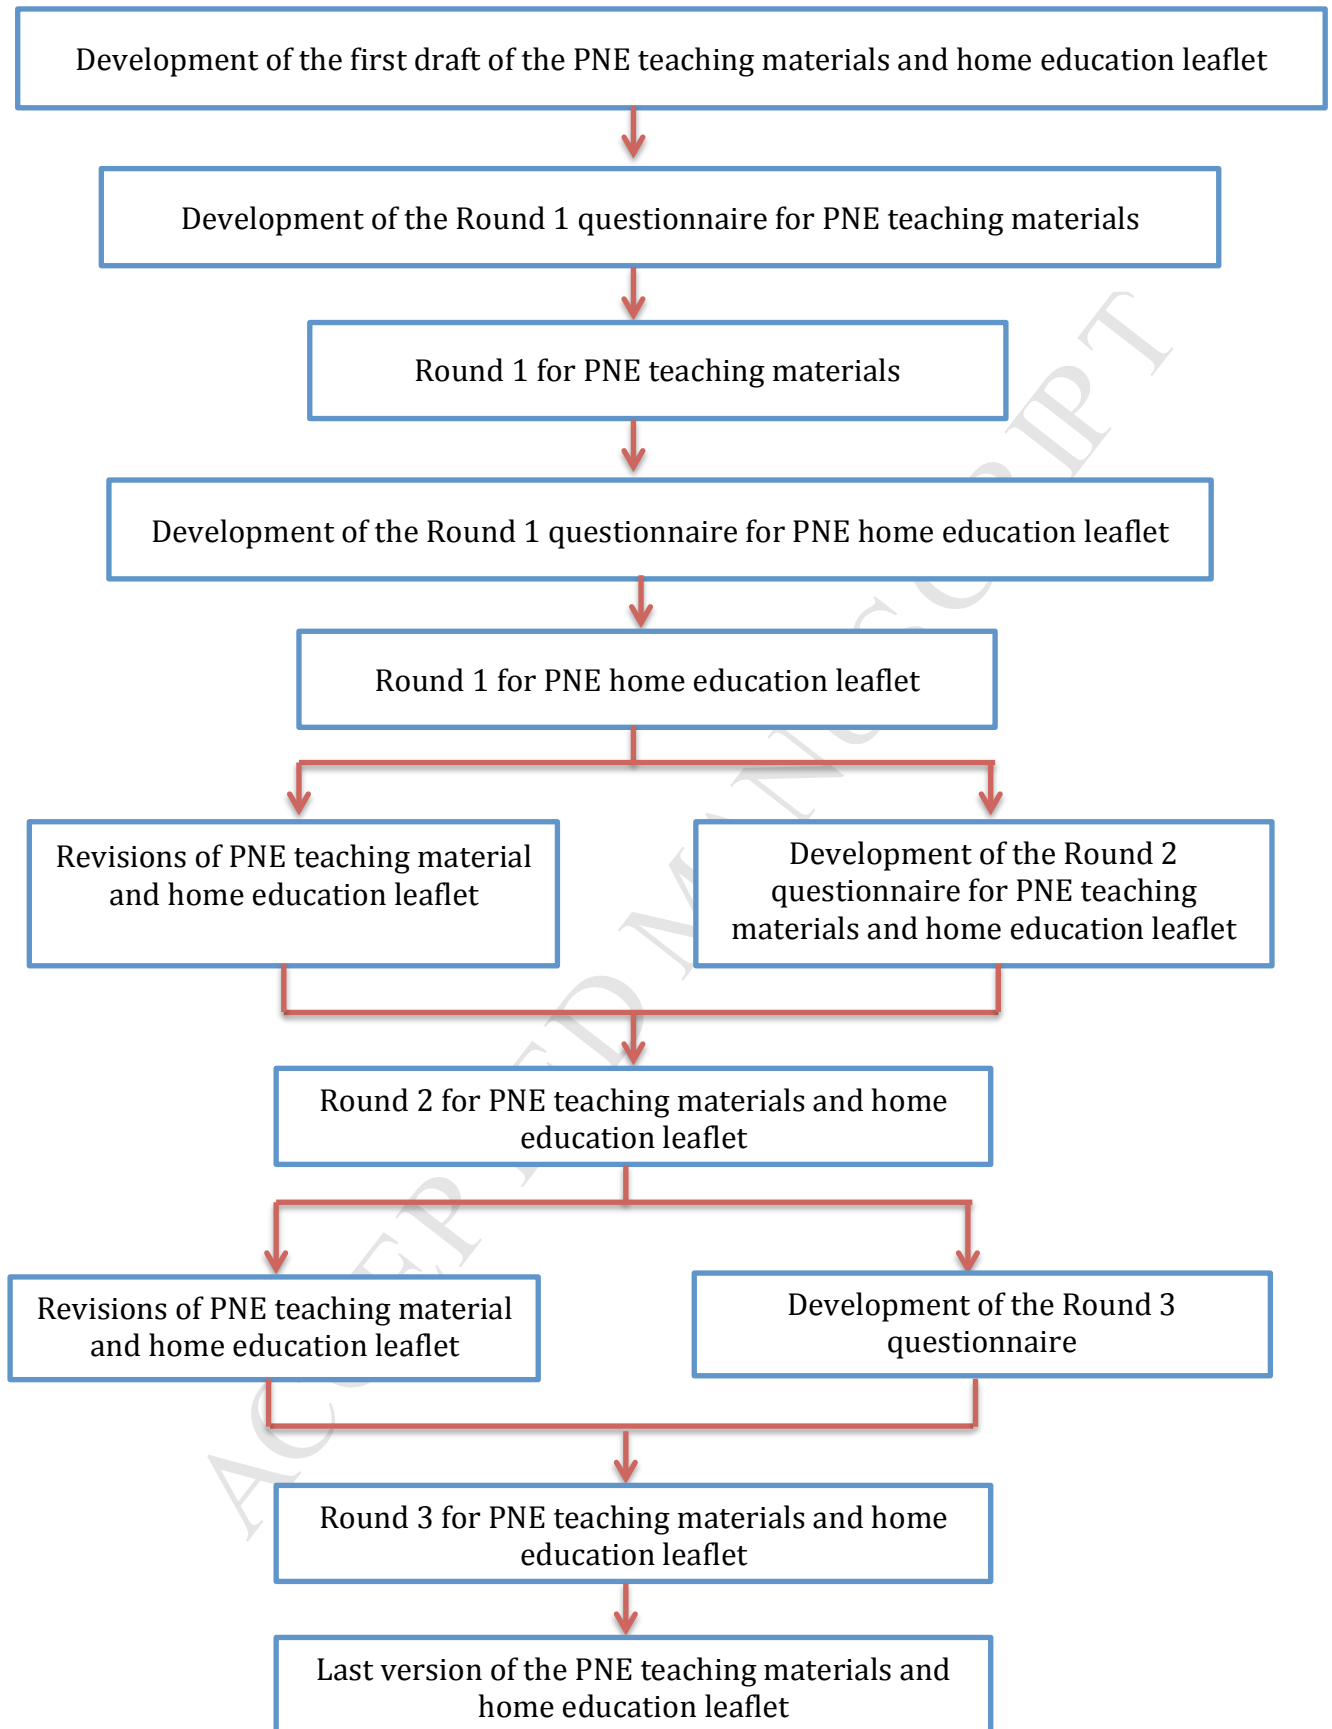 Development of the first draft of the PNE teaching materials and home education leaflet
Development of the Round 1 questionnaire for PNE teaching materials
Round 1 for PNE teaching materials
Development of the Round 1 questionnaire for PNE home education leaflet
Round 1 for PNE home education leaflet
Revisions of PNE teaching material
and home education leaflet
Development of the Round 2
questionnaire for PNE teaching
materials and home education leaflet
Round 2 for PNE teaching materials and home
education leaflet
Revisions of PNE teaching material
and home education leaflet
Development of the Round 3
questionnaire
Round 3 for PNE teaching materials and home
education leaflet
Last version of the PNE teaching materials and
home education leaflet
ACCEPTED MANUSCRIPT